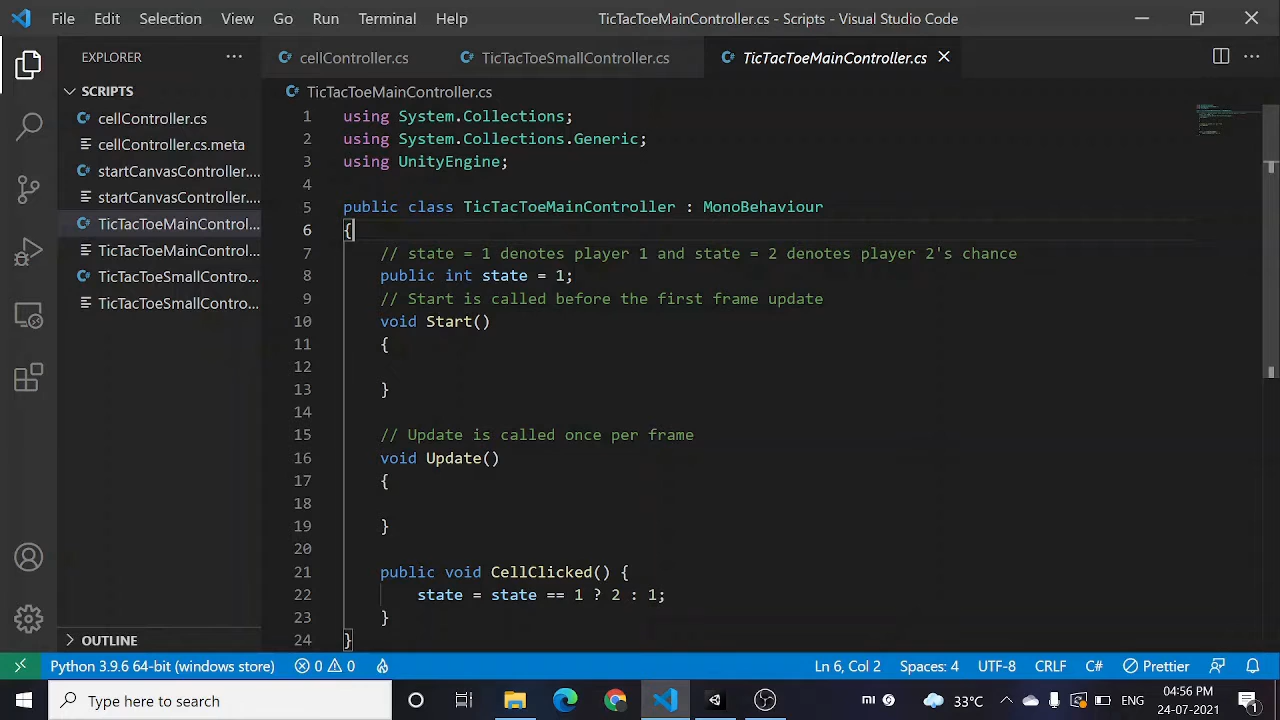 File Edit Selection View Go Run Terminal Help TicTacToeMainController.cs - Scripts - Visual Studio Code
EXPLORER
SCRIPTS
cellController.cs
cellController.cs.meta
startCanvasController....
startCanvasController....
TicTacToeMainControl...
TicTacToeMainControl...
TicTacToeSmallContro...
TicTacToeSmallContro...
OUTLINE
cellController.cs TicTacToeSmallController.cs TicTacToeMainController.cs
TicTacToeMainController.cs
1 using System.Collections;
2 using System.Collections.Generic;
3 using UnityEngine;
4
5 public class TicTacToeMainController : MonoBehaviour
6 {
7 // state = 1 denotes player 1 and state = 2 denotes player 2's chance
8 public int state = 1;
9 // Start is called before the first frame update
10 void Start()
11 {
12
13 }
14
15 // Update is called once per frame
16 void Update()
17 {
18
19 }
20
21 public void CellClicked() {
22 state = state == 1 ? 2 : 1;
23 }
24 }
Python 3.9.6 64-bit (windows store) 0 0 Ln 6, Col 2 Spaces: 4 UTF-8 CRLF C# Prettier
Type here to search mi 33°C ENG 04:56 PM
24-07-2021 1